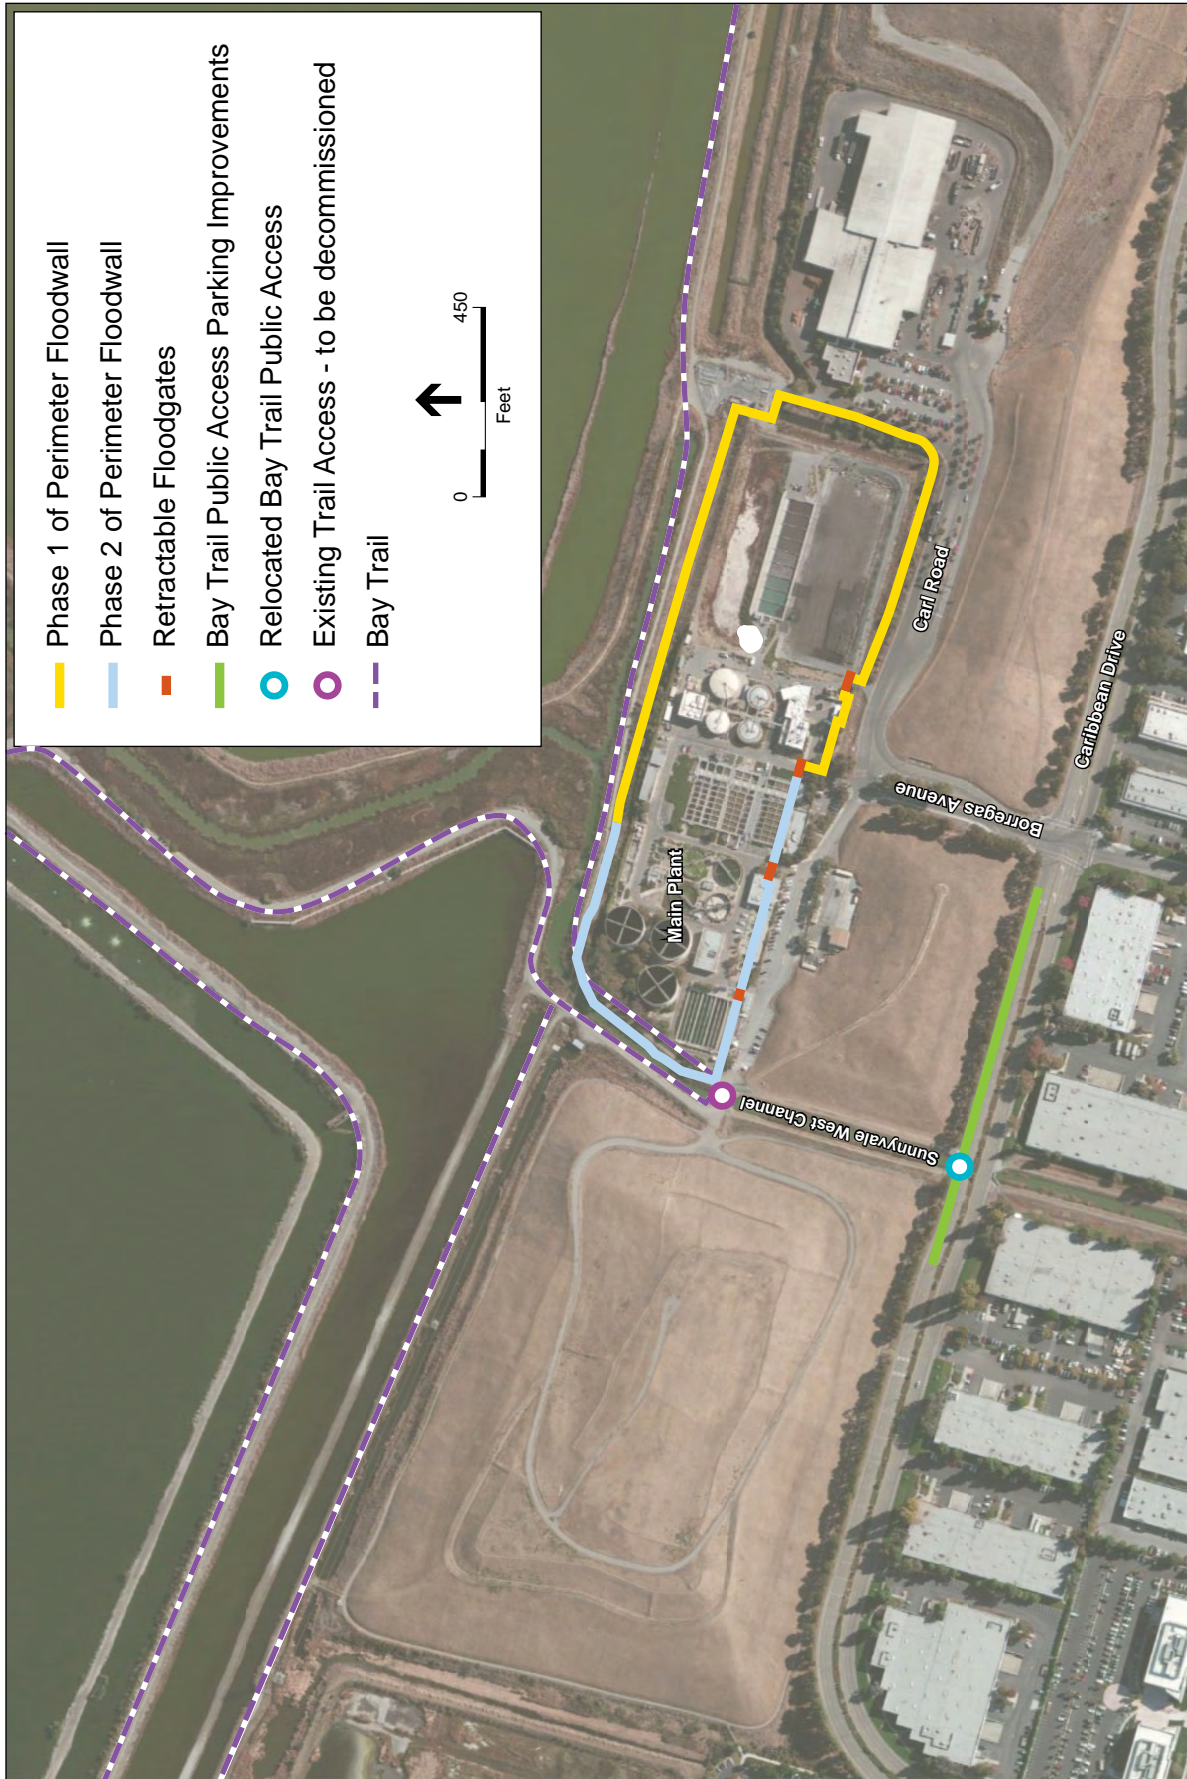 Phase 1 of Perimeter Floodwall
Phase 2 of Perimeter Floodwall
Retractable Floodgates
Bay Trail Public Access Parking Improvements
Relocated Bay Trail Public Access
Existing Trail Access - to be decommissioned
Bay Trail
0
450
Feet
Main Plant
Carl Road
Borregas Avenue
Caribbean Drive
Sunnyvale West Channel